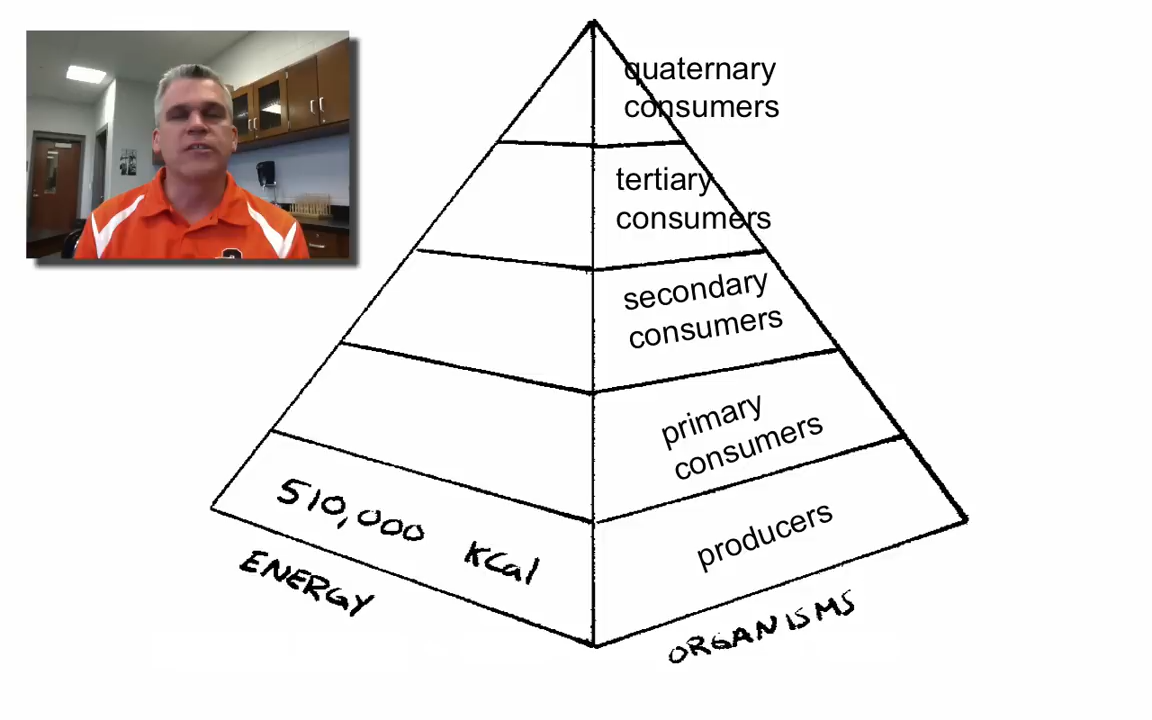 quaternary
consumers
tertiary
consumers
secondary
consumers
primary
consumers
510,000 KCal
producers
ENERGY
ORGANISMS